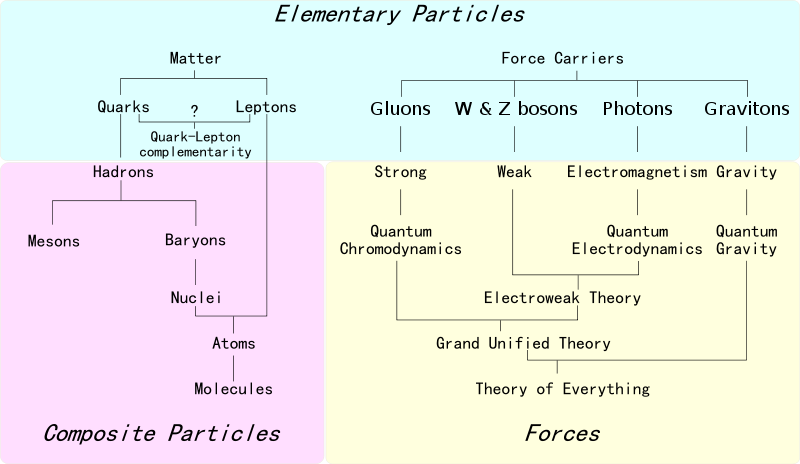 Elementary Particles
Matter
Force Carriers
Quarks ? Leptons
Gluons W & Z bosons Photons Gravitons
Quark-Lepton
complementarity
Hadrons
Strong Weak Electromagnetism Gravity
Mesons Baryons
Quantum
Chromodynamics
Quantum
Electrodynamics
Quantum
Gravity
Nuclei
Electroweak Theory
Atoms
Grand Unified Theory
Molecules
Theory of Everything
Composite Particles
Forces